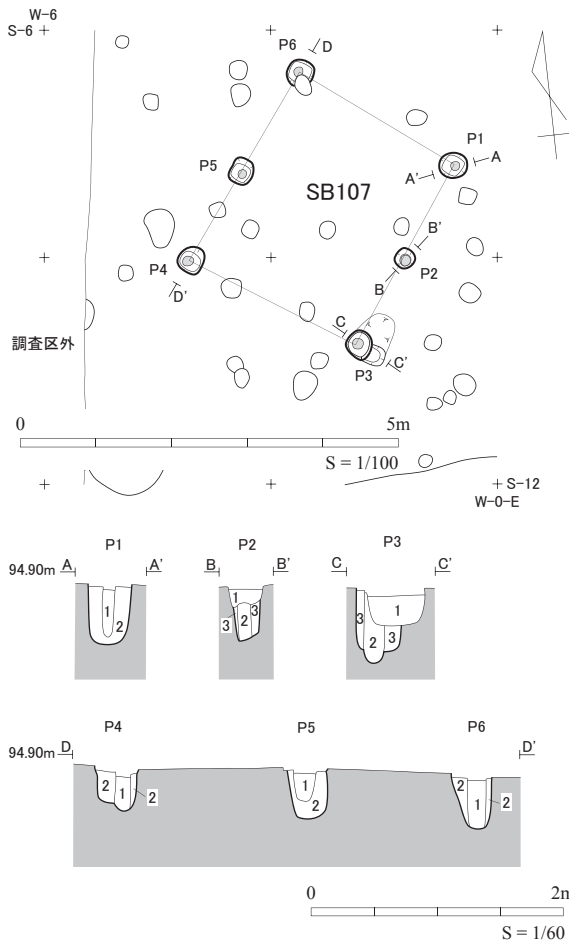 W-6
S-6
P6
D
P1
A
A'
P5
SB107
B'
P4
P2
B
D'
C
調査区外
C'
P3
0 5m
S = 1/100
S-12
W-0-E
P1 P2 P3
94.90m A A' B B' C C'
1 2
1 3 2 3
1 3 2 3
P4 P5 P6
94.90m D D'
2 1 2
1 2
2 1 2
0 2m
S = 1/60